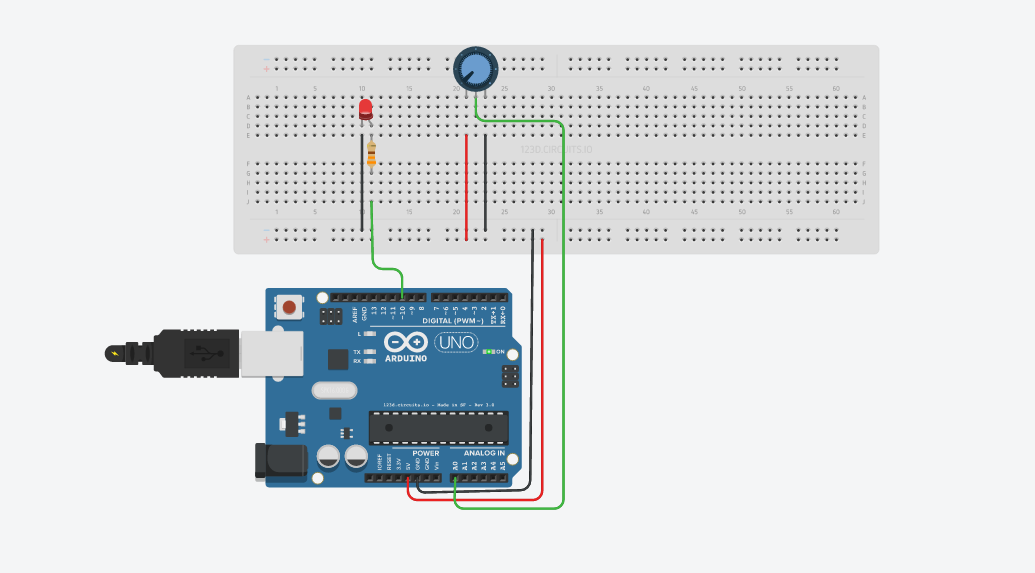 1 5 10 15 20 25 30 35 40 45 50 55 60
A A
B B
C C
D D
E E
123D.CIRCUITS.IO
F F
G G
H H
I I
J J
1 5 10 15 20 25 30 35 40 45 50 55 60
AREF GND 13 12 ~11 ~10 ~9 8 7 ~6 ~5 4 ~3 2 TX→1 RX←0
DIGITAL (PWM~)
L
TX
RX
UNO
ON
ARDUINO
123d.circuits.io - Made in SF - Rev 1.0
POWER ANALOG IN
IOREF RESET 3.3V 5V GND GND Vin A0 A1 A2 A3 A4 A5